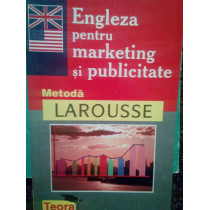 Engleza
pentru
marketing
și publicitate
Metodă
LAROUSSE
Teora